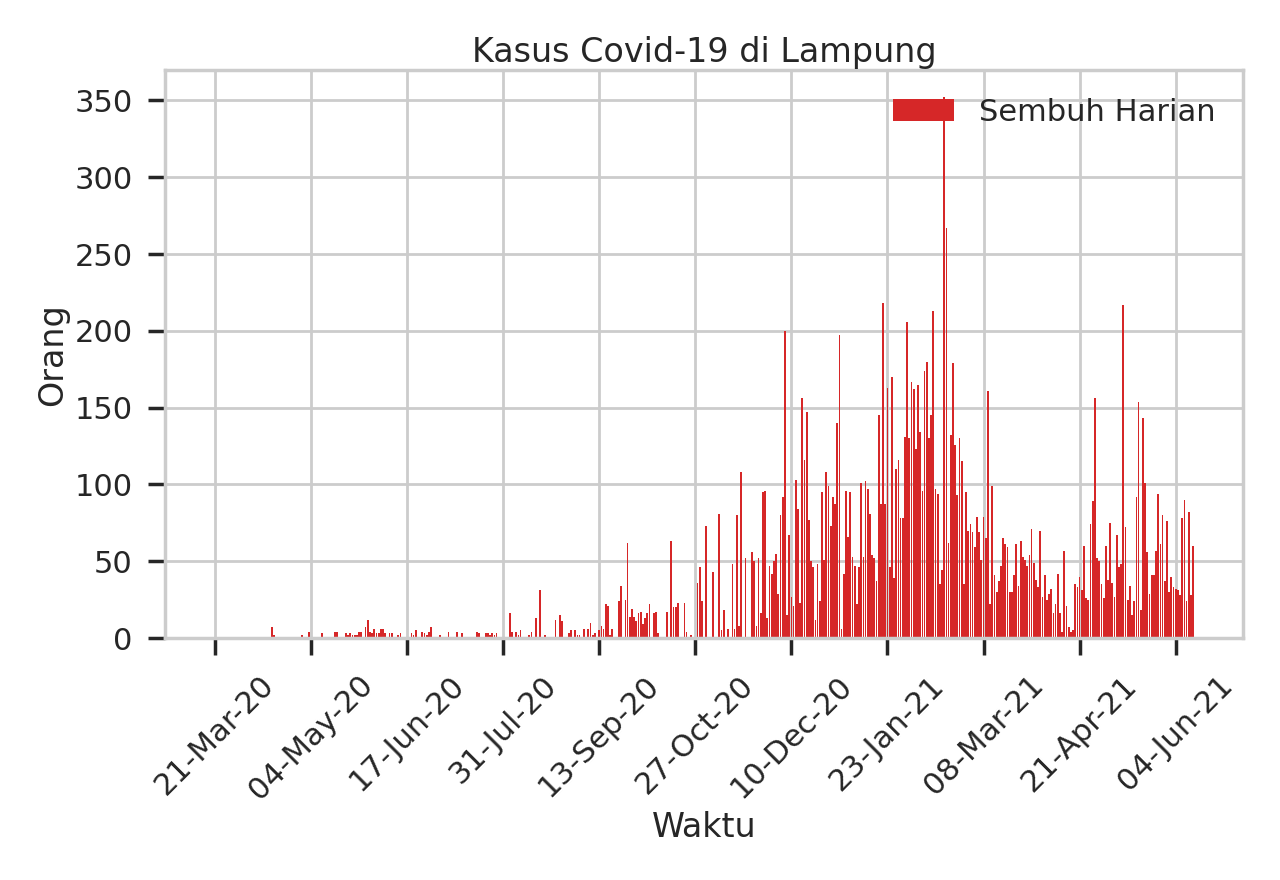 Kasus Covid-19 di Lampung
Sembuh Harian
Orang
350
300
250
200
150
100
50
0
21-Mar-20
04-May-20
17-Jun-20
31-Jul-20
13-Sep-20
27-Oct-20
10-Dec-20
23-Jan-21
08-Mar-21
21-Apr-21
04-Jun-21
Waktu